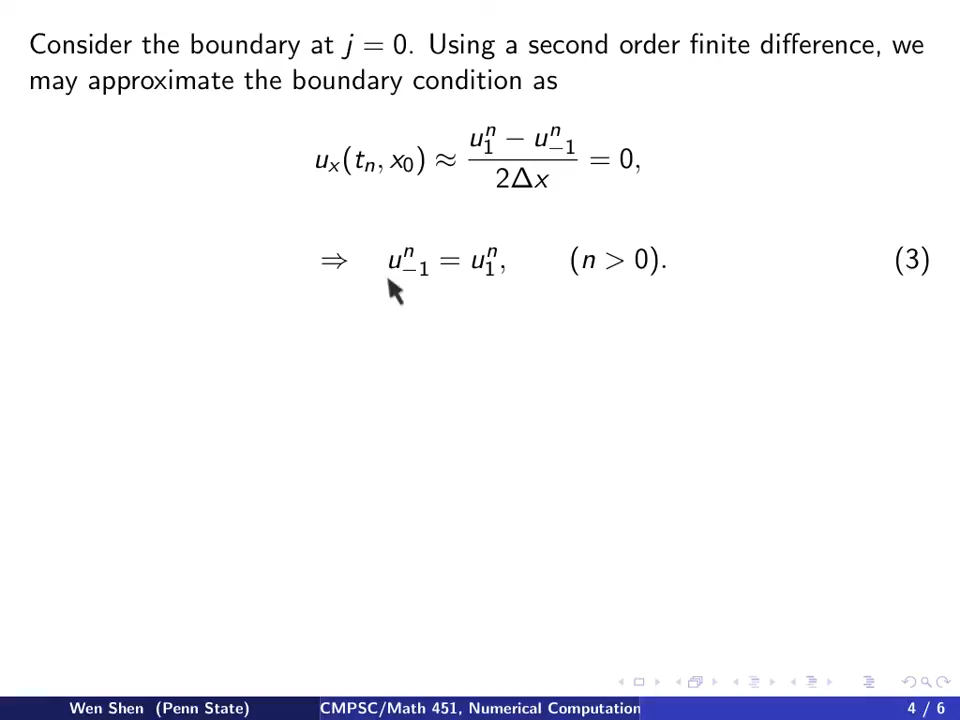 Consider the boundary at j = 0. Using a second order finite difference, we
may approximate the boundary condition as
u_x(t_n, x_0) ≈ \frac{u_1^n − u_{−1}^n}{2Δx} = 0,
⇒ u_{−1}^n = u_1^n, (n > 0). (3)
Wen Shen (Penn State) CMPSC/Math 451, Numerical Computation 4 / 6